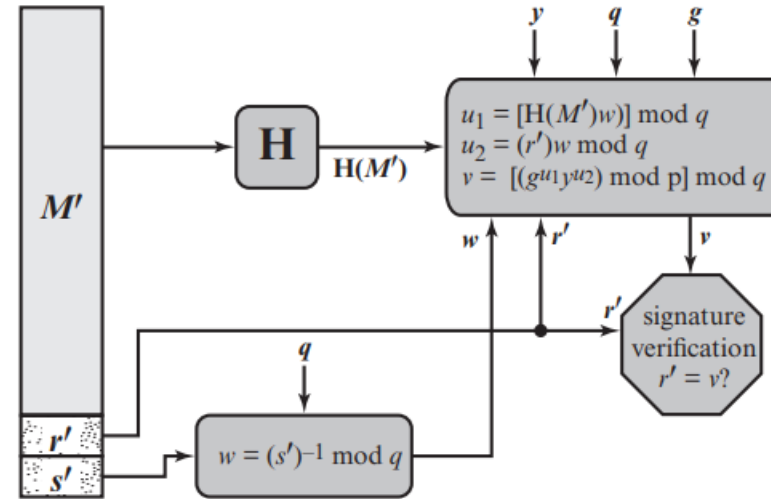 y q g
u₁ = [H(M′)w)] mod q
u₂ = (r′)w mod q
v = [(gᵘ¹yᵘ²) mod p] mod q
H
H(M′)
M′
w r′ v
r′
signature
verification
r′ = v?
q
w = (s′)⁻¹ mod q
r′
s′